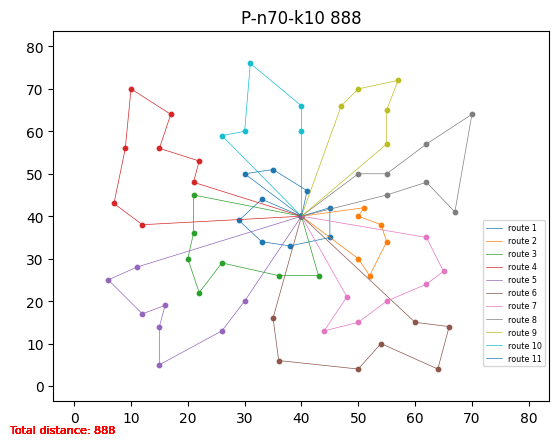 P-n70-k10 888
80
70
60
50
40
30
20
10
0
0 10 20 30 40 50 60 70 80
route 1
route 2
route 3
route 4
route 5
route 6
route 7
route 8
route 9
route 10
route 11
Total distance: 888